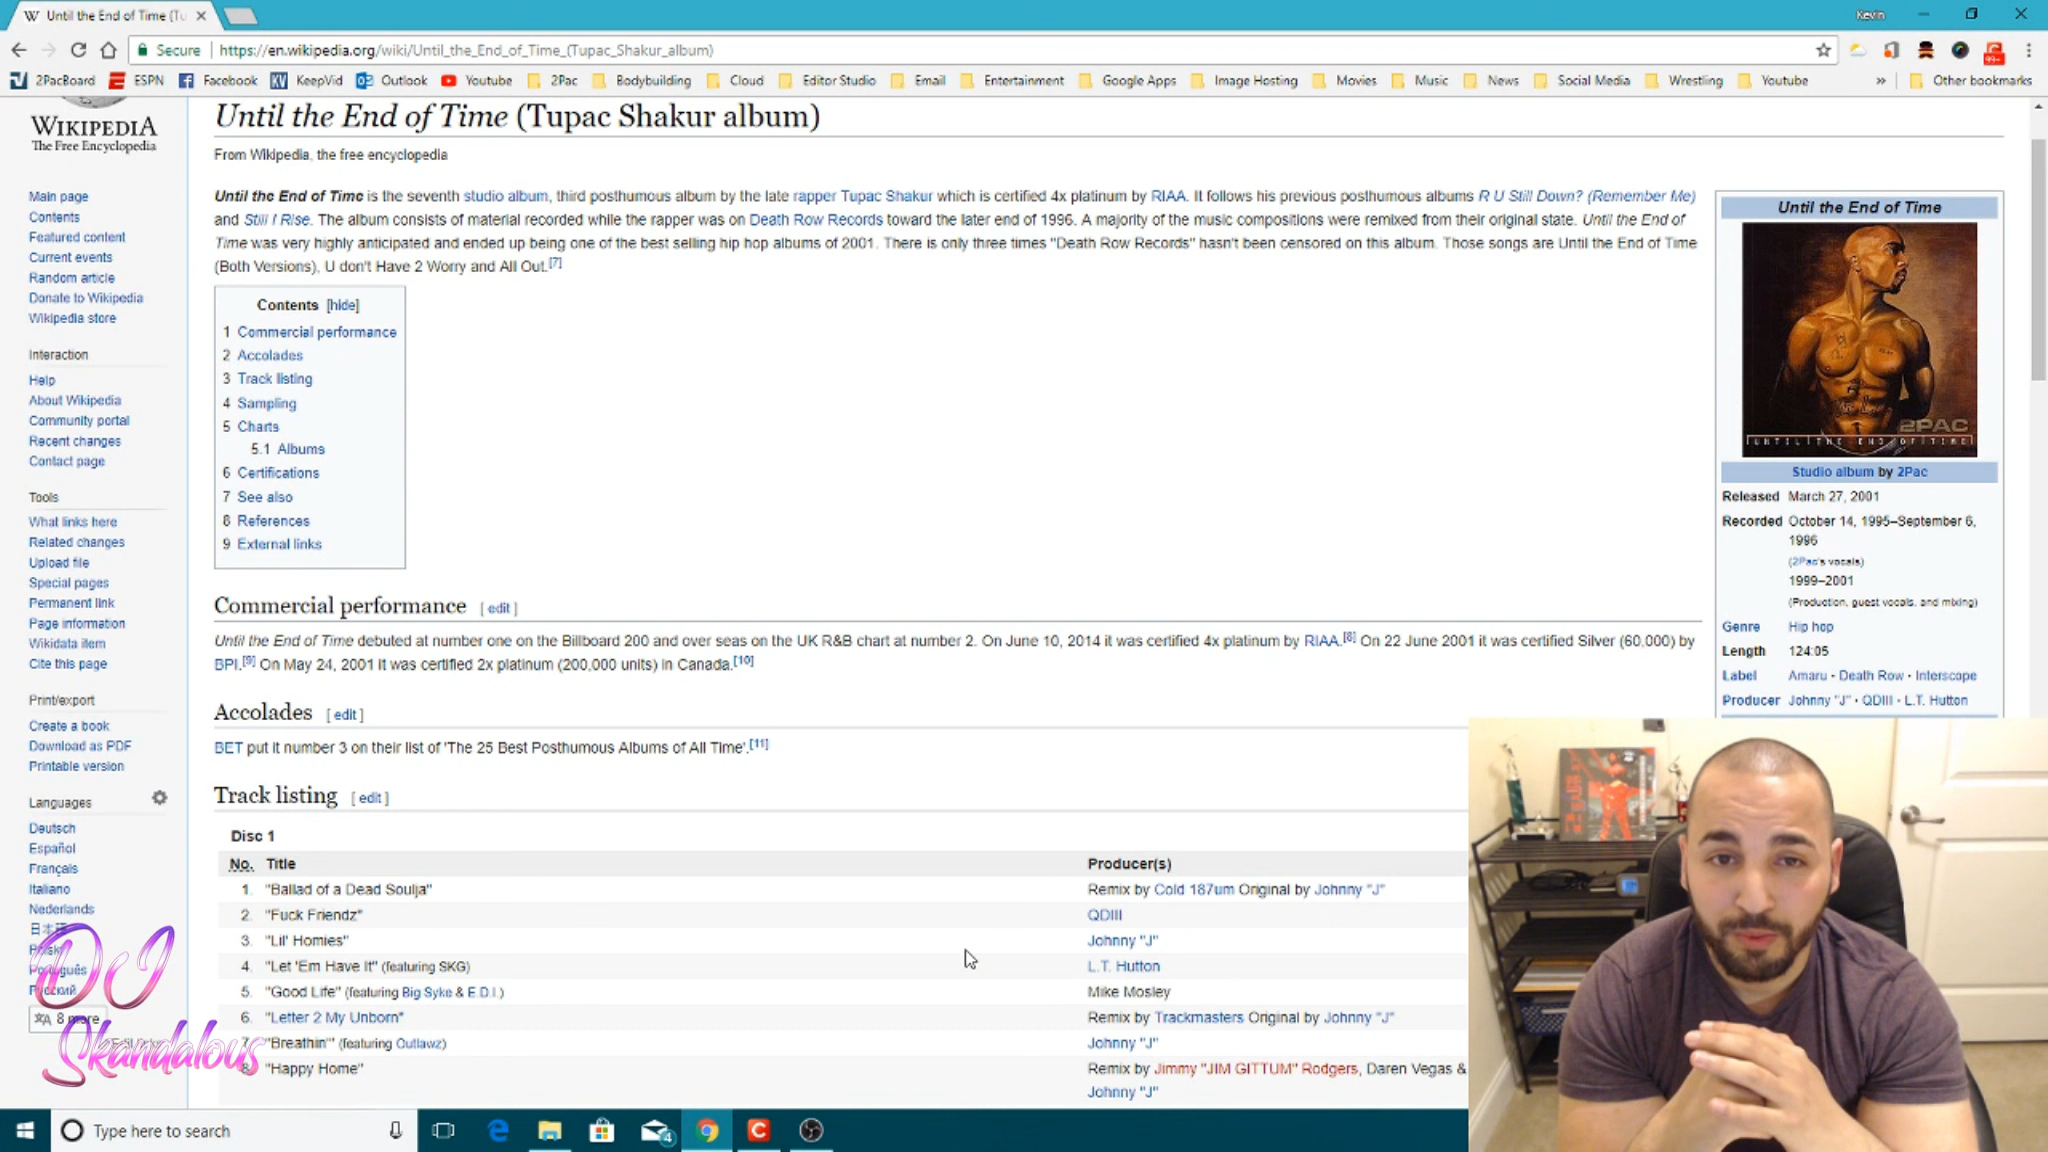 Until the End of Time (Tu
Kevin
Secure
https://en.wikipedia.org/wiki/Until_the_End_of_Time_(Tupac_Shakur_album)
99+
2PacBoard ESPN Facebook KeepVid Outlook Youtube 2Pac Bodybuilding Cloud Editor Studio Email Entertainment Google Apps Image Hosting Movies Music News Social Media Wrestling Youtube » Other bookmarks
WIKIPEDIA
The Free Encyclopedia
Main page
Contents
Featured content
Current events
Random article
Donate to Wikipedia
Wikipedia store
Interaction
Help
About Wikipedia
Community portal
Recent changes
Contact page
Tools
What links here
Related changes
Upload file
Special pages
Permanent link
Page information
Wikidata item
Cite this page
Print/export
Create a book
Download as PDF
Printable version
Languages
Deutsch
Español
Français
Italiano
Nederlands
Português
Русский
8 more
DcJ
Skandalous
Until the End of Time (Tupac Shakur album)
From Wikipedia, the free encyclopedia
Until the End of Time is the seventh studio album, third posthumous album by the late rapper Tupac Shakur which is certified 4x platinum by RIAA. It follows his previous posthumous albums R U Still Down? (Remember Me)
and Still I Rise. The album consists of material recorded while the rapper was on Death Row Records toward the later end of 1996. A majority of the music compositions were remixed from their original state. Until the End of
Time was very highly anticipated and ended up being one of the best selling hip hop albums of 2001. There is only three times "Death Row Records" hasn't been censored on this album. Those songs are Until the End of Time
(Both Versions), U don't Have 2 Worry and All Out.[7]
Contents [hide]
1 Commercial performance
2 Accolades
3 Track listing
4 Sampling
5 Charts
5.1 Albums
6 Certifications
7 See also
8 References
9 External links
Commercial performance [ edit ]
Until the End of Time debuted at number one on the Billboard 200 and over seas on the UK R&B chart at number 2. On June 10, 2014 it was certified 4x platinum by RIAA.[8] On 22 June 2001 it was certified Silver (60,000) by
BPI.[9] On May 24, 2001 it was certified 2x platinum (200,000 units) in Canada.[10]
Accolades [ edit ]
BET put it number 3 on their list of 'The 25 Best Posthumous Albums of All Time'.[11]
Track listing [ edit ]
Disc 1
No. Title Producer(s)
1. "Ballad of a Dead Soulja" Remix by Cold 187um Original by Johnny "J"
2. "Fuck Friendz" QDIII
3. "Lil' Homies" Johnny "J"
4. "Let 'Em Have It" (featuring SKG) L.T. Hutton
5. "Good Life" (featuring Big Syke & E.D.I.) Mike Mosley
6. "Letter 2 My Unborn" Remix by Trackmasters Original by Johnny "J"
7. "Breathin'" (featuring Outlawz) Johnny "J"
8. "Happy Home" Remix by Jimmy "JIM GITTUM" Rodgers, Daren Vegas &
Johnny "J"
Until the End of Time
2PAC
UNTIL THE END OF TIME
Studio album by 2Pac
Released March 27, 2001
Recorded October 14, 1995–September 6,
1996
(2Pac's vocals)
1999–2001
(Production, guest vocals, and mixing)
Genre Hip hop
Length 124:05
Label Amaru · Death Row · Interscope
Producer Johnny "J" · QDIII · L.T. Hutton
Type here to search
4